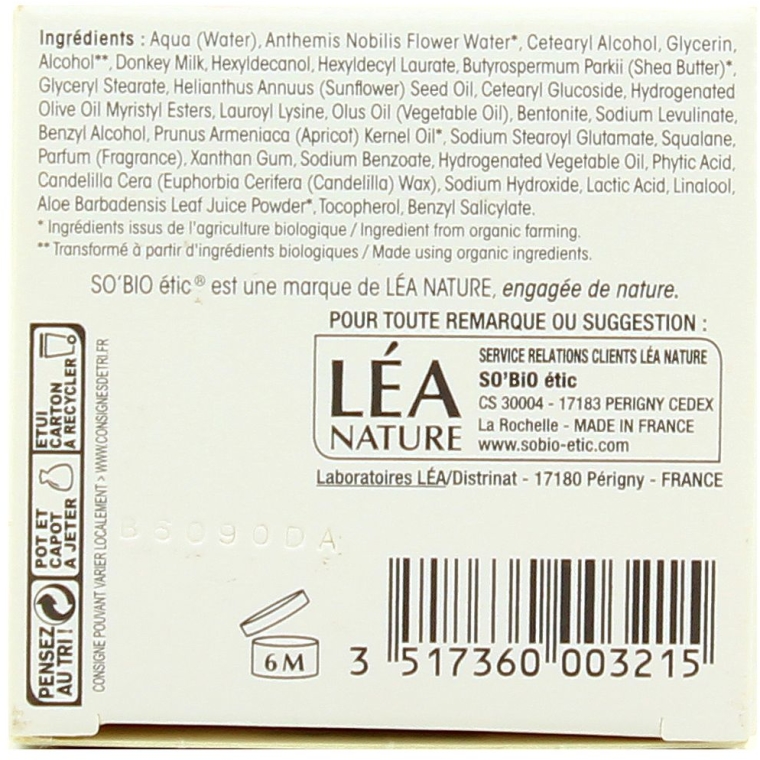 Ingrédients : Aqua (Water), Anthemis Nobilis Flower Water*, Cetearyl Alcohol, Glycerin,
Alcohol**, Donkey Milk, Hexyldecanol, Hexyldecyl Laurate, Butyrospermum Parkii (Shea Butter)*,
Glyceryl Stearate, Helianthus Annuus (Sunflower) Seed Oil, Cetearyl Glucoside, Hydrogenated
Olive Oil Myristyl Esters, Lauroyl Lysine, Olus Oil (Vegetable Oil), Bentonite, Sodium Levulinate,
Benzyl Alcohol, Prunus Armeniaca (Apricot) Kernel Oil*, Sodium Stearoyl Glutamate, Squalane,
Parfum (Fragrance), Xanthan Gum, Sodium Benzoate, Hydrogenated Vegetable Oil, Phytic Acid,
Candelilla Cera (Euphorbia Cerifera (Candelilla) Wax), Sodium Hydroxide, Lactic Acid, Linalool,
Aloe Barbadensis Leaf Juice Powder*, Tocopherol, Benzyl Salicylate.
* Ingrédients issus de l'agriculture biologique / Ingredient from organic farming.
** Transformé à partir d'ingrédients biologiques / Made using organic ingredients.
SO'BIO étic® est une marque de LÉA NATURE, engagée de nature.
POUR TOUTE REMARQUE OU SUGGESTION :
LÉA
NATURE
SERVICE RELATIONS CLIENTS LÉA NATURE
SO'BiO étic
CS 30004 - 17183 PERIGNY CEDEX
La Rochelle - MADE IN FRANCE
www.sobio-etic.com
Laboratoires LÉA/Distrinat - 17180 Périgny - FRANCE
PENSEZ
AU TRI !
POT ET
CAPOT
A JETER
ETUI
CARTON
A RECYCLER
CONSIGNE POUVANT VARIER LOCALEMENT > WWW.CONSIGNESDETRI.FR
BS090DA
6 M
3 517360 003215